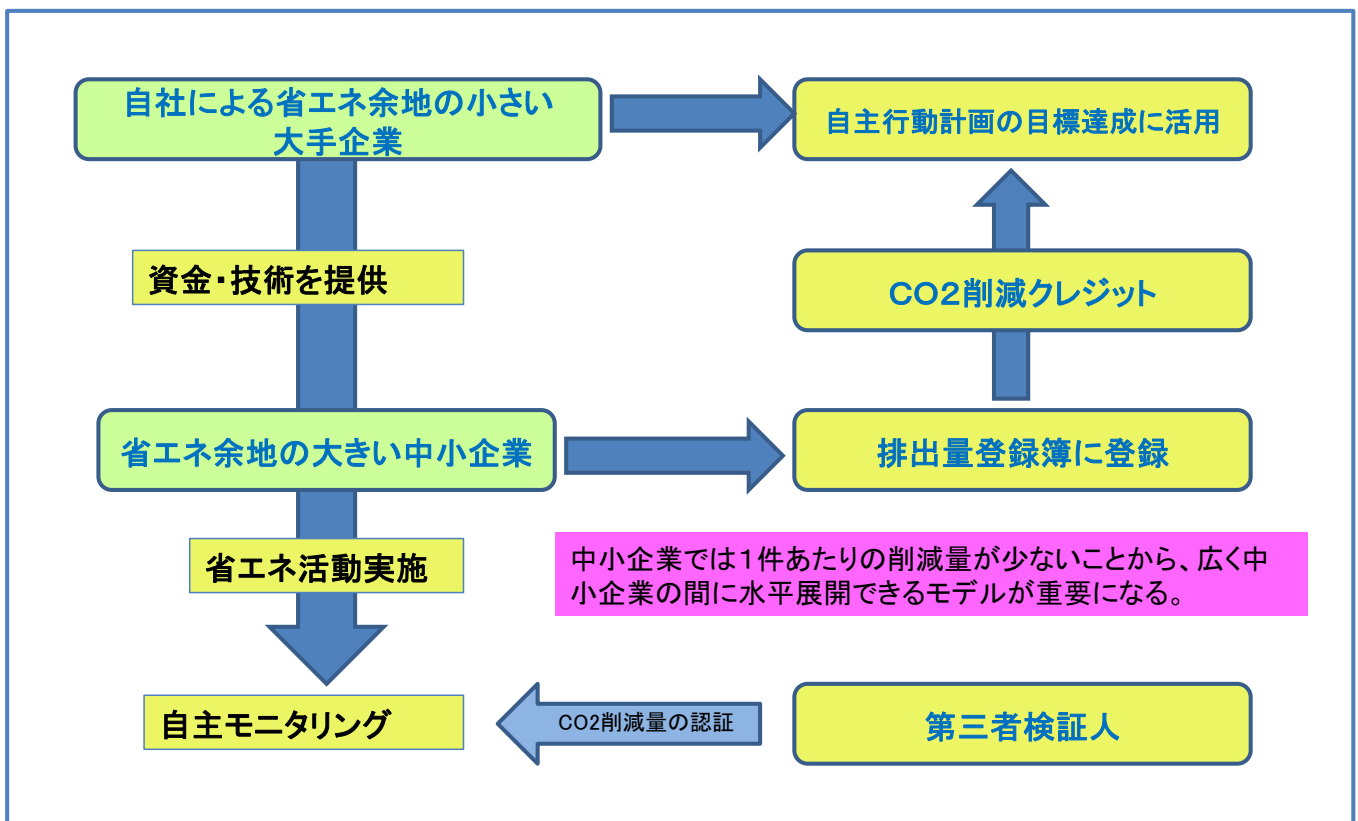 自社による省エネ余地の小さい
大手企業
自主行動計画の目標達成に活用
資金・技術を提供
CO2削減クレジット
省エネ余地の大きい中小企業
排出量登録簿に登録
省エネ活動実施
中小企業では1件あたりの削減量が少ないことから、広く中
小企業の間に水平展開できるモデルが重要になる。
自主モニタリング
CO2削減量の認証
第三者検証人